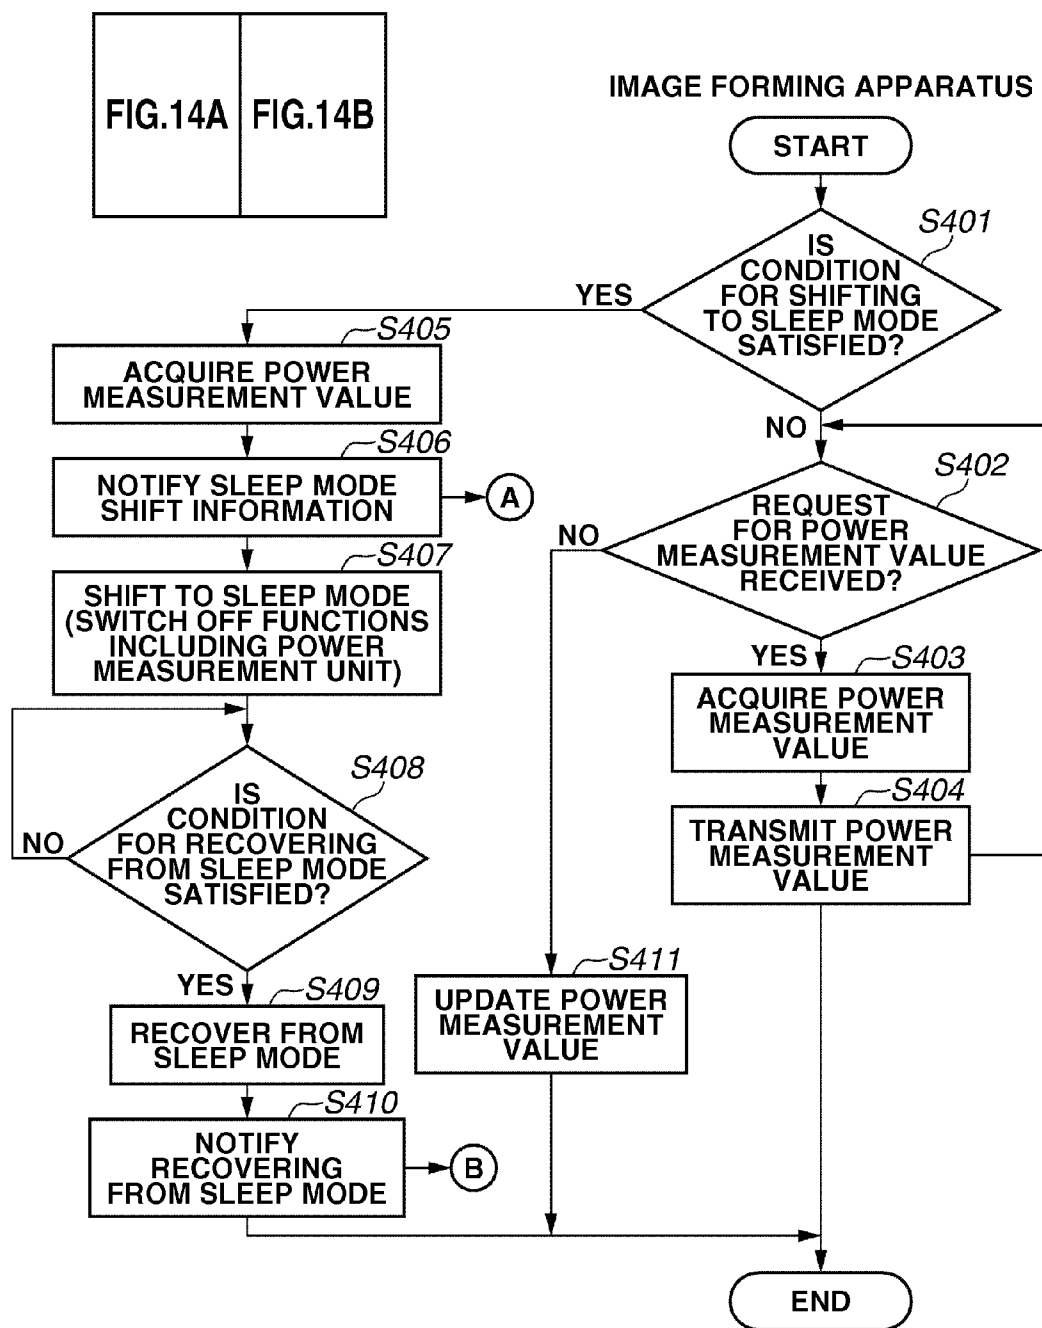 FIG.14A
FIG.14B
IMAGE FORMING APPARATUS
START
S401
IS
CONDITION
FOR SHIFTING
TO SLEEP MODE
SATISFIED?
YES
NO
S405
ACQUIRE POWER
MEASUREMENT VALUE
S406
NOTIFY SLEEP MODE
SHIFT INFORMATION
A
S407
SHIFT TO SLEEP MODE
(SWITCH OFF FUNCTIONS
INCLUDING POWER
MEASUREMENT UNIT)
S408
IS
CONDITION
FOR RECOVERING
FROM SLEEP MODE
SATISFIED?
NO
YES
S409
RECOVER FROM
SLEEP MODE
S410
NOTIFY
RECOVERING
FROM SLEEP MODE
B
S402
REQUEST
FOR POWER
MEASUREMENT VALUE
RECEIVED?
NO
YES
S403
ACQUIRE POWER
MEASUREMENT
VALUE
S404
TRANSMIT POWER
MEASUREMENT
VALUE
S411
UPDATE POWER
MEASUREMENT
VALUE
END